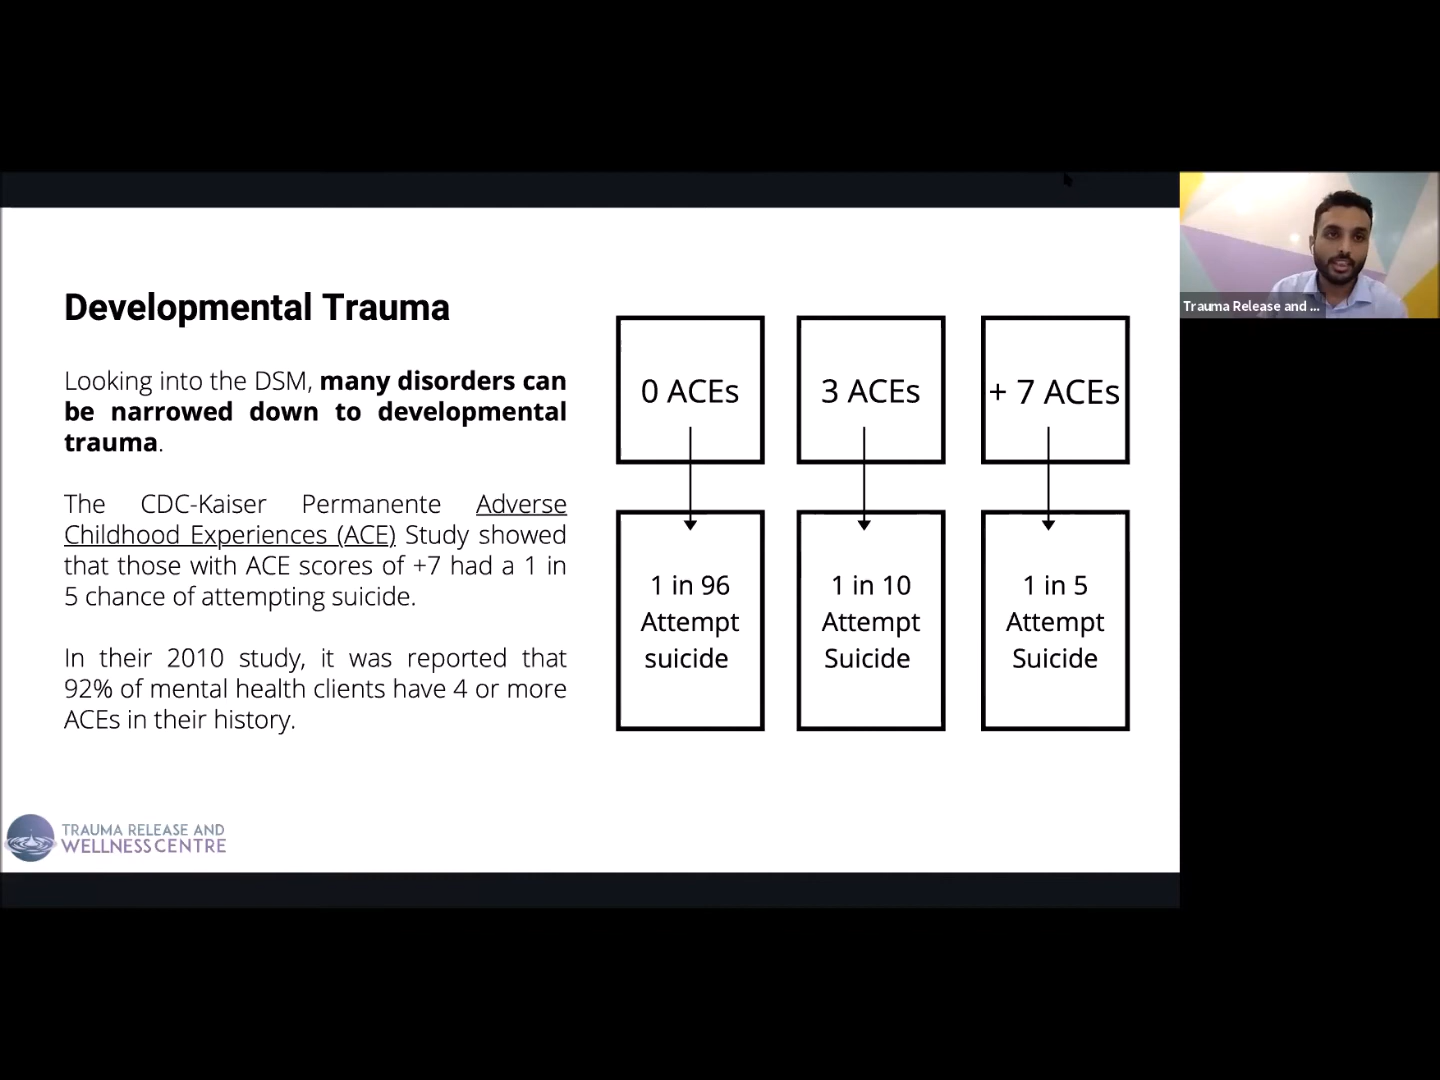 Developmental Trauma
Looking into the DSM, many disorders can
be narrowed down to developmental
trauma.
The CDC-Kaiser Permanente Adverse
Childhood Experiences (ACE) Study showed
that those with ACE scores of +7 had a 1 in
5 chance of attempting suicide.
In their 2010 study, it was reported that
92% of mental health clients have 4 or more
ACEs in their history.
0 ACEs
1 in 96
Attempt
suicide
3 ACEs
1 in 10
Attempt
Suicide
+ 7 ACEs
1 in 5
Attempt
Suicide
TRAUMA RELEASE AND
WELLNESS CENTRE
Trauma Release and ...